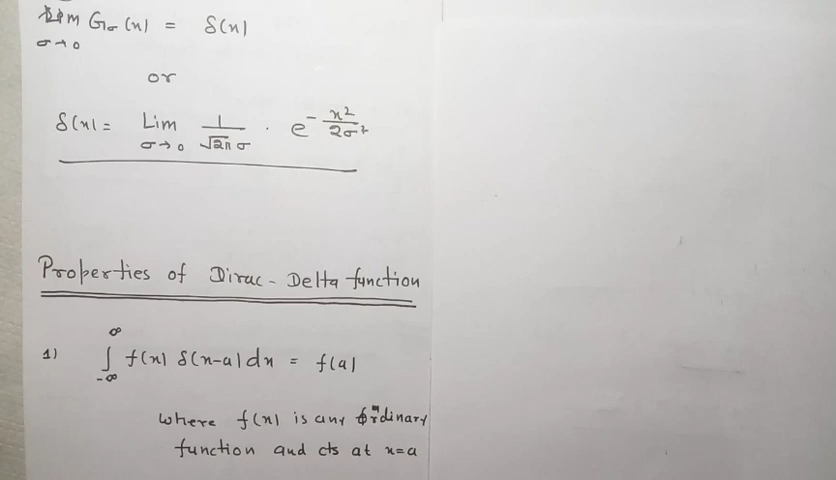 Lim Gσ(x) = δ(x)
σ→0
or
δ(x) = Lim σ→0 1/√2π σ · e^-x²/2σ²
Properties of Dirac-Delta function
1) ∫_-∞^∞ f(x) δ(x-a) dx = f(a)
where f(x) is any ordinary
function and cts at x=a